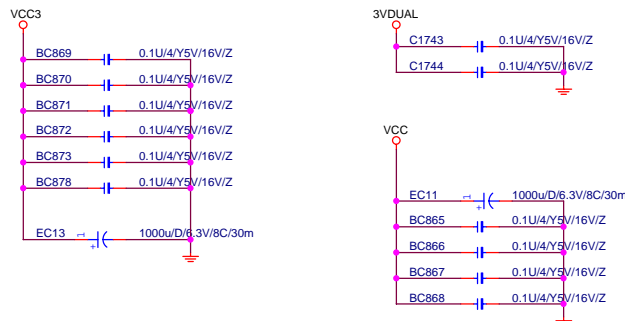 VCC3
BC869 0.1U/4/Y5V/16V/Z
BC870 0.1U/4/Y5V/16V/Z
BC871 0.1U/4/Y5V/16V/Z
BC872 0.1U/4/Y5V/16V/Z
BC873 0.1U/4/Y5V/16V/Z
BC878 0.1U/4/Y5V/16V/Z
EC13 1 + 1000u/D/6.3V/8C/30m
3VDUAL
C1743 0.1U/4/Y5V/16V/Z
C1744 0.1U/4/Y5V/16V/Z
VCC
EC11 1 + 1000u/D/6.3V/8C/30m
BC865 0.1U/4/Y5V/16V/Z
BC866 0.1U/4/Y5V/16V/Z
BC867 0.1U/4/Y5V/16V/Z
BC868 0.1U/4/Y5V/16V/Z